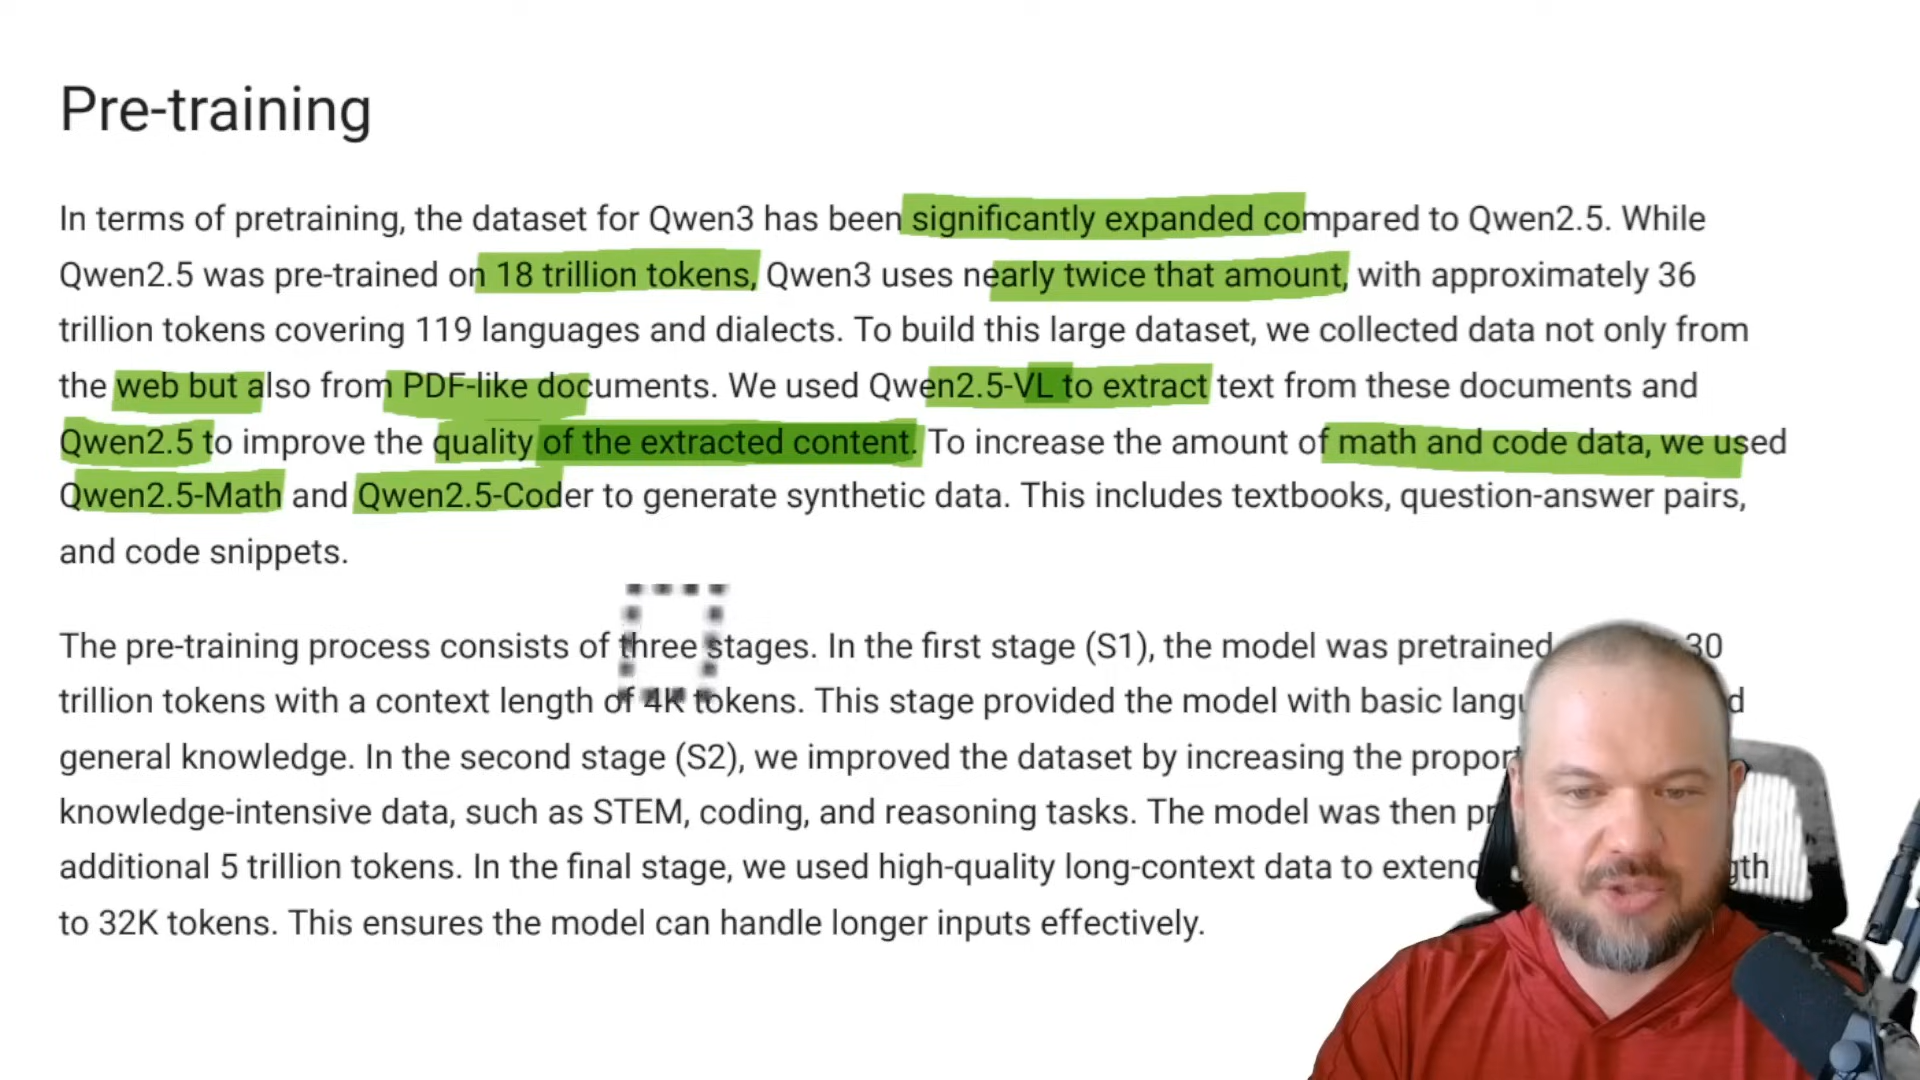 Pre-training
In terms of pretraining, the dataset for Qwen3 has been significantly expanded compared to Qwen2.5. While
Qwen2.5 was pre-trained on 18 trillion tokens, Qwen3 uses nearly twice that amount, with approximately 36
trillion tokens covering 119 languages and dialects. To build this large dataset, we collected data not only from
the web but also from PDF-like documents. We used Qwen2.5-VL to extract text from these documents and
Qwen2.5 to improve the quality of the extracted content. To increase the amount of math and code data, we used
Qwen2.5-Math and Qwen2.5-Coder to generate synthetic data. This includes textbooks, question-answer pairs,
and code snippets.
The pre-training process consists of three stages. In the first stage (S1), the model was pretrained 30
trillion tokens with a context length of 4K tokens. This stage provided the model with basic
general knowledge. In the second stage (S2), we improved the dataset by increasing the
knowledge-intensive data, such as STEM, coding, and reasoning tasks. The model was then
additional 5 trillion tokens. In the final stage, we used high-quality long-context data to extend
to 32K tokens. This ensures the model can handle longer inputs effectively.